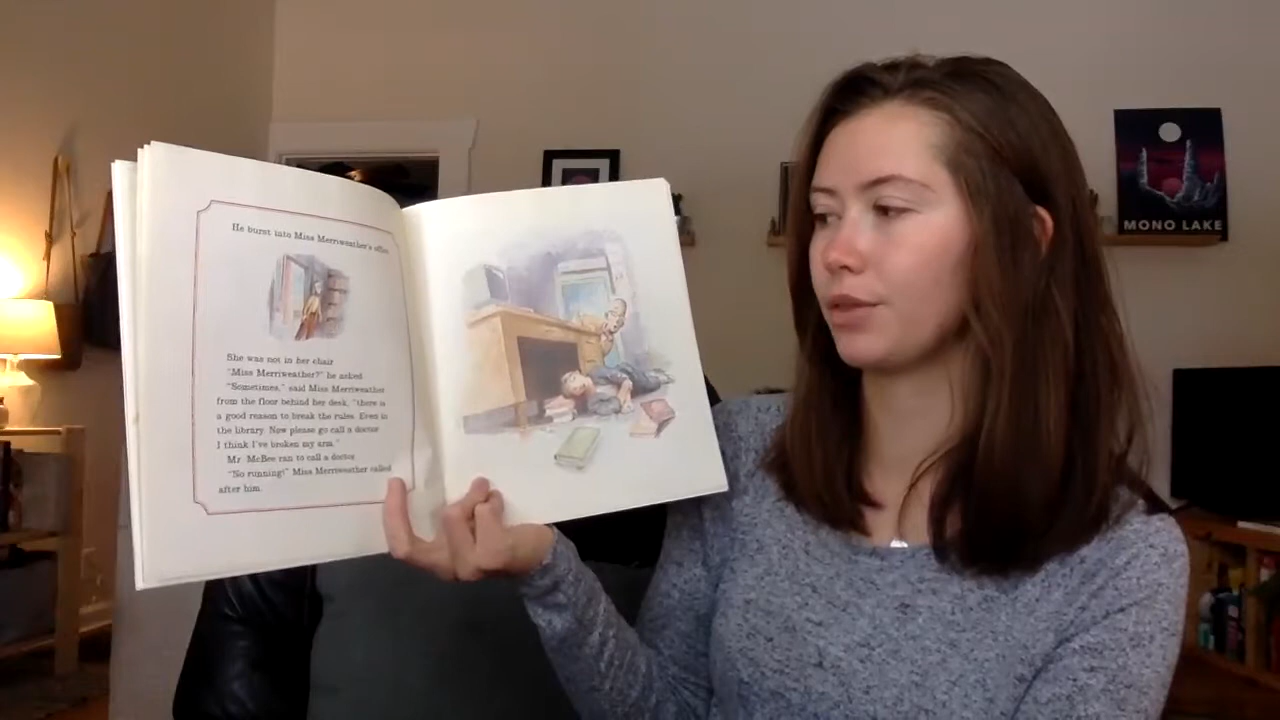 He burst into Miss Merriweather's office.
She was not in her chair
"Miss Merriweather?" he asked
"Sometimes," said Miss Merriweather
from the floor behind her desk, "there is
a good reason to break the rules. Even in
the library. Now please go call a doctor.
I think I've broken my arm."
Mr. McBee ran to call a doctor
"No running!" Miss Merriweather called
after him.
MONO LAKE